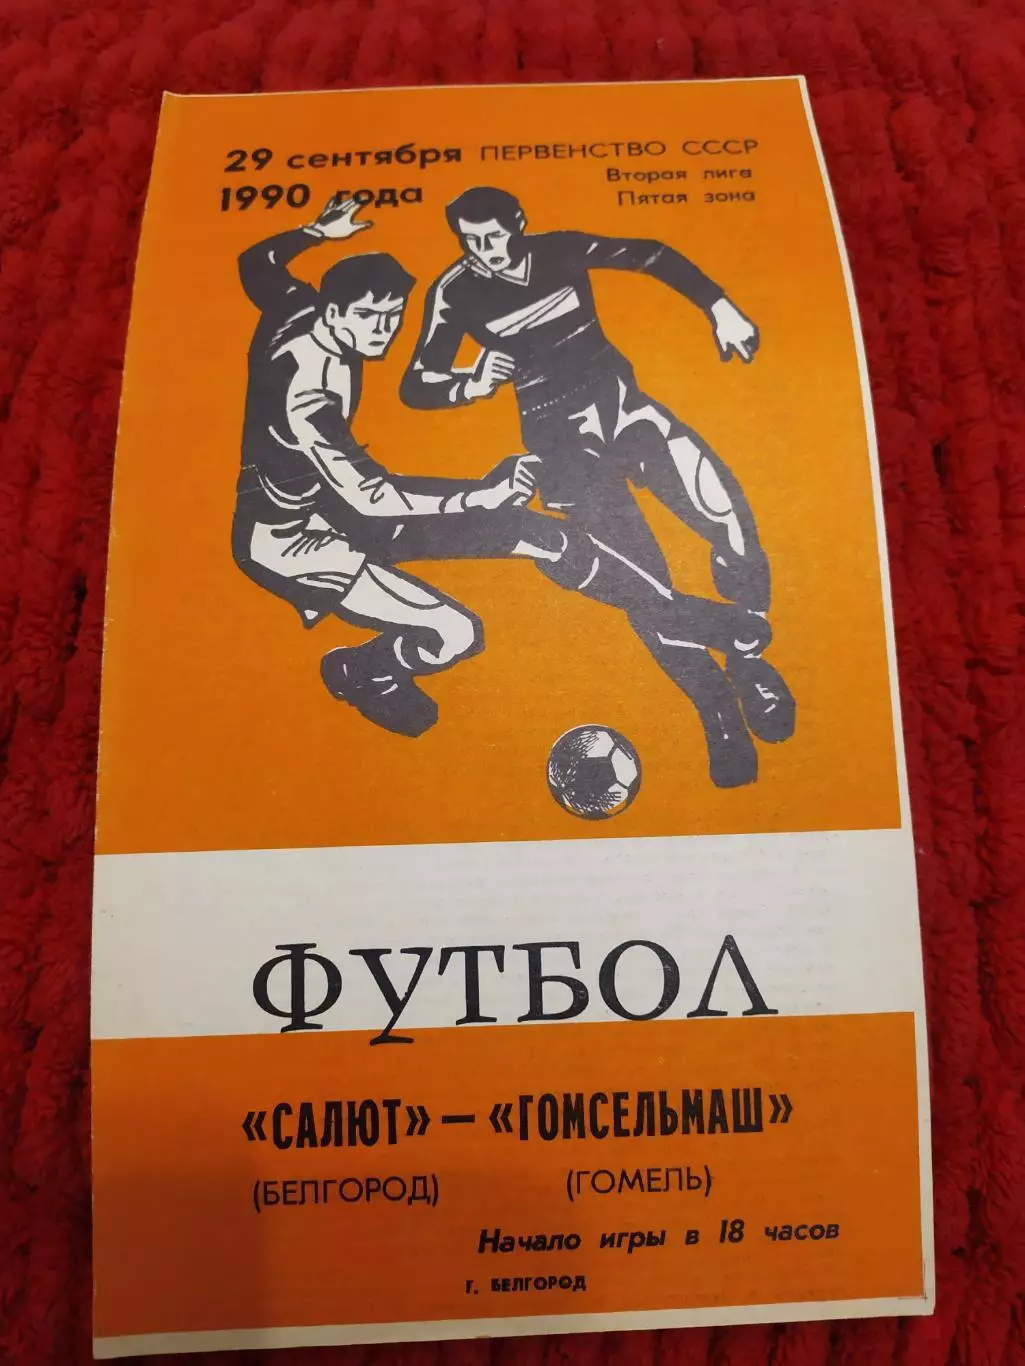 29 сентября
1990 года
ПЕРВЕНСТВО СССР
Вторая лига
Пятая зона
ФУТБОЛ
«САЛЮТ» — «ГОМСЕЛЬМАШ»
(БЕЛГОРОД) (ГОМЕЛЬ)
Начало игры в 18 часов
Г. БЕЛГОРОД